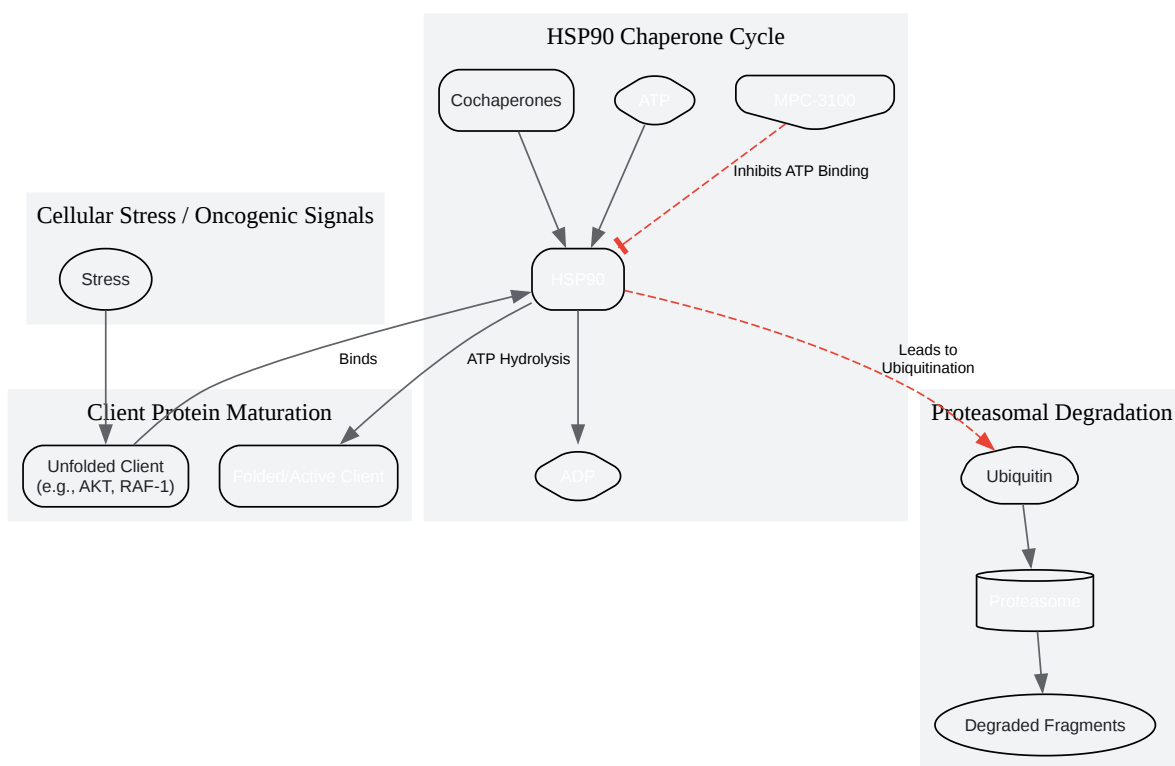 HSP90 Chaperone Cycle
Cochaperones
ATP
MPC-3100
Inhibits ATP Binding
Cellular Stress / Oncogenic Signals
Stress
HSP90
Binds
ATP Hydrolysis
Leads to
Ubiquitination
Client Protein Maturation
Proteasomal Degradation
Unfolded Client
(e.g., AKT, RAF-1)
Folded/Active Client
ADP
Ubiquitin
Proteasome
Degraded Fragments